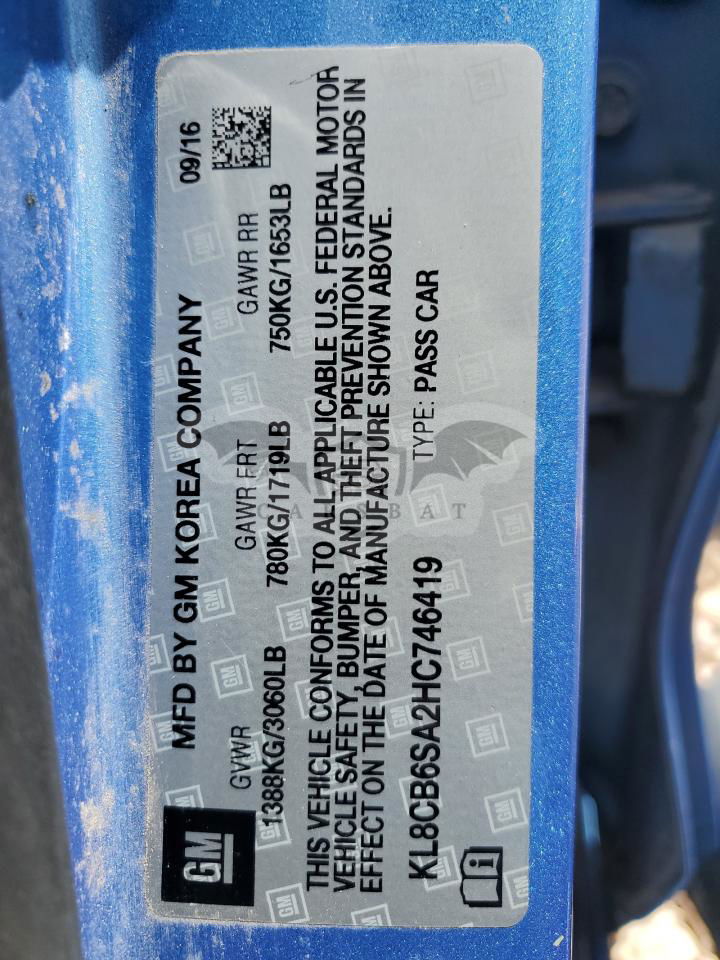 GM
MFD BY GM KOREA COMPANY 09/16
GVWR GAWR FRT GAWR RR
1388KG/3060LB 780KG/1719LB 750KG/1653LB
THIS VEHICLE CONFORMS TO ALL APPLICABLE U.S. FEDERAL MOTOR
VEHICLE SAFETY, BUMPER, AND THEFT PREVENTION STANDARDS IN
EFFECT ON THE DATE OF MANUFACTURE SHOWN ABOVE.
KL8CB6SA2HC746419 TYPE: PASS CAR
CARSBAT